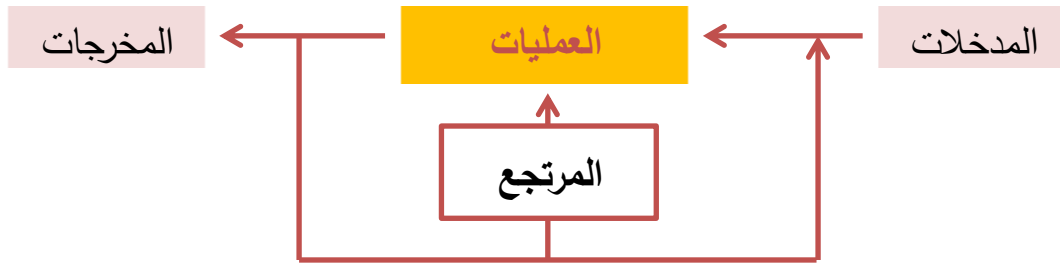 المدخلات
العمليات
المخرجات
المرتجع